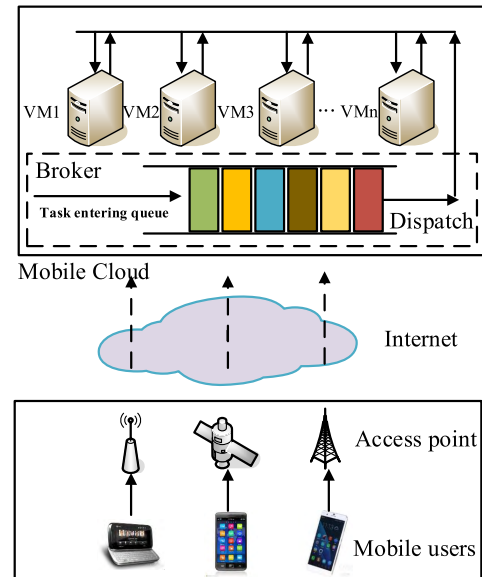 VM1
VM2
VM3
··· VMn
Broker
Task entering queue
Dispatch
Mobile Cloud
Internet
Access point
Mobile users